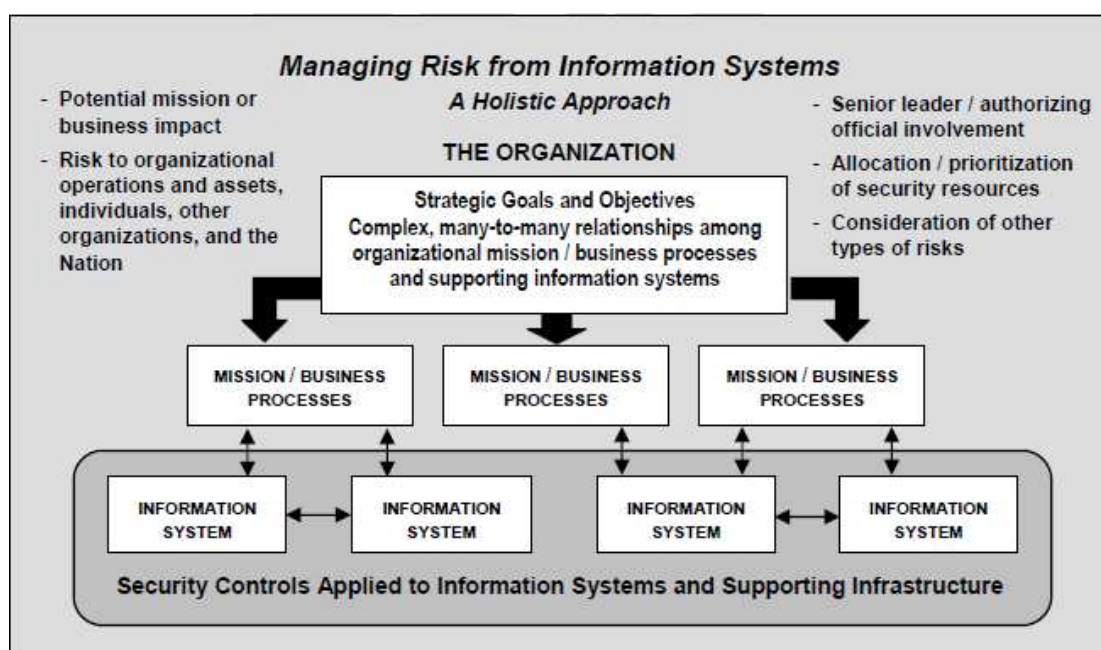 Managing Risk from Information Systems
A Holistic Approach
- Potential mission or
business impact
- Risk to organizational
operations and assets,
individuals, other
organizations, and the
Nation
- Senior leader / authorizing
official involvement
- Allocation / prioritization
of security resources
- Consideration of other
types of risks
THE ORGANIZATION
Strategic Goals and Objectives
Complex, many-to-many relationships among
organizational mission / business processes
and supporting information systems
MISSION / BUSINESS
PROCESSES
MISSION / BUSINESS
PROCESSES
MISSION / BUSINESS
PROCESSES
INFORMATION
SYSTEM
INFORMATION
SYSTEM
INFORMATION
SYSTEM
INFORMATION
SYSTEM
Security Controls Applied to Information Systems and Supporting Infrastructure